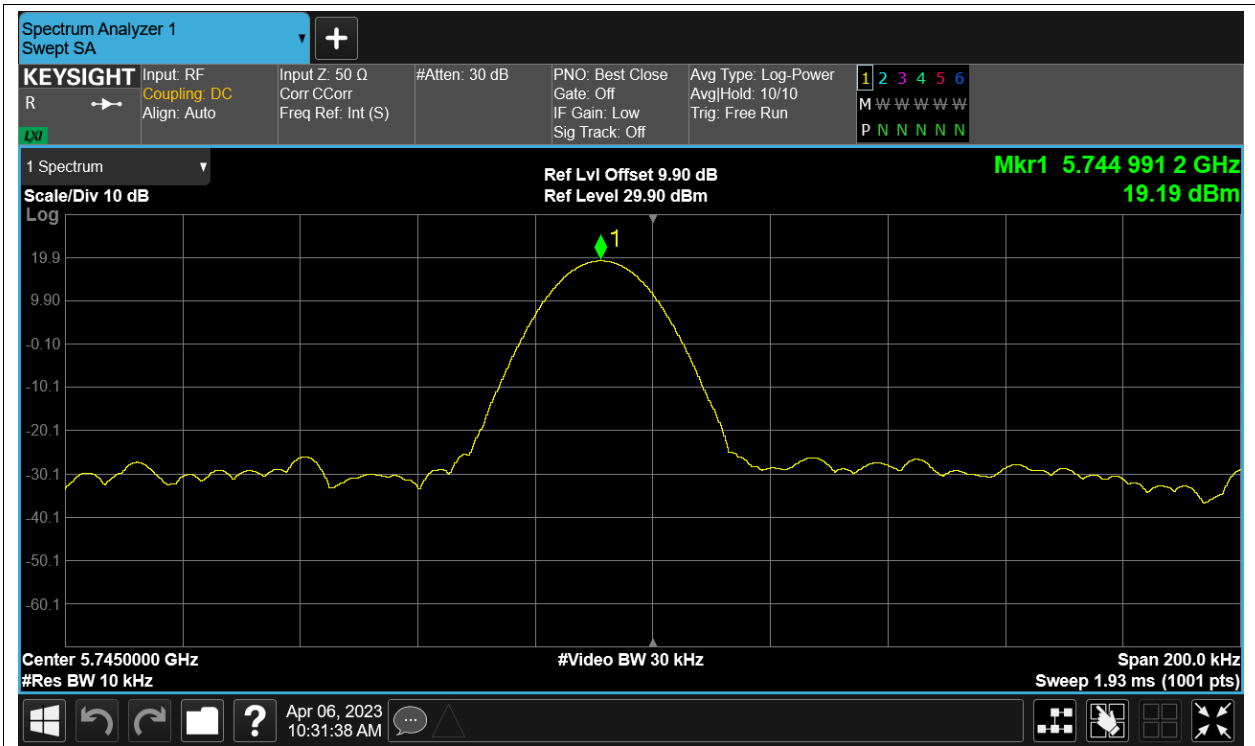 Spectrum Analyzer 1
Swept SA
KEYSIGHT
R
LXI
Input: RF
Coupling: DC
Align: Auto
Input Z: 50 Ω
Corr CCorr
Freq Ref: Int (S)
#Atten: 30 dB
PNO: Best Close
Gate: Off
IF Gain: Low
Sig Track: Off
Avg Type: Log-Power
Avg|Hold: 10/10
Trig: Free Run
1 2 3 4 5 6
M W W W W W
P N N N N N
1 Spectrum
Scale/Div 10 dB
Log
Ref Lvl Offset 9.90 dB
Ref Level 29.90 dBm
Mkr1 5.744 991 2 GHz
19.19 dBm
1
19.9
9.90
-0.10
-10.1
-20.1
-30.1
-40.1
-50.1
-60.1
Center 5.7450000 GHz
#Res BW 10 kHz
#Video BW 30 kHz
Span 200.0 kHz
Sweep 1.93 ms (1001 pts)
?
Apr 06, 2023
10:31:38 AM